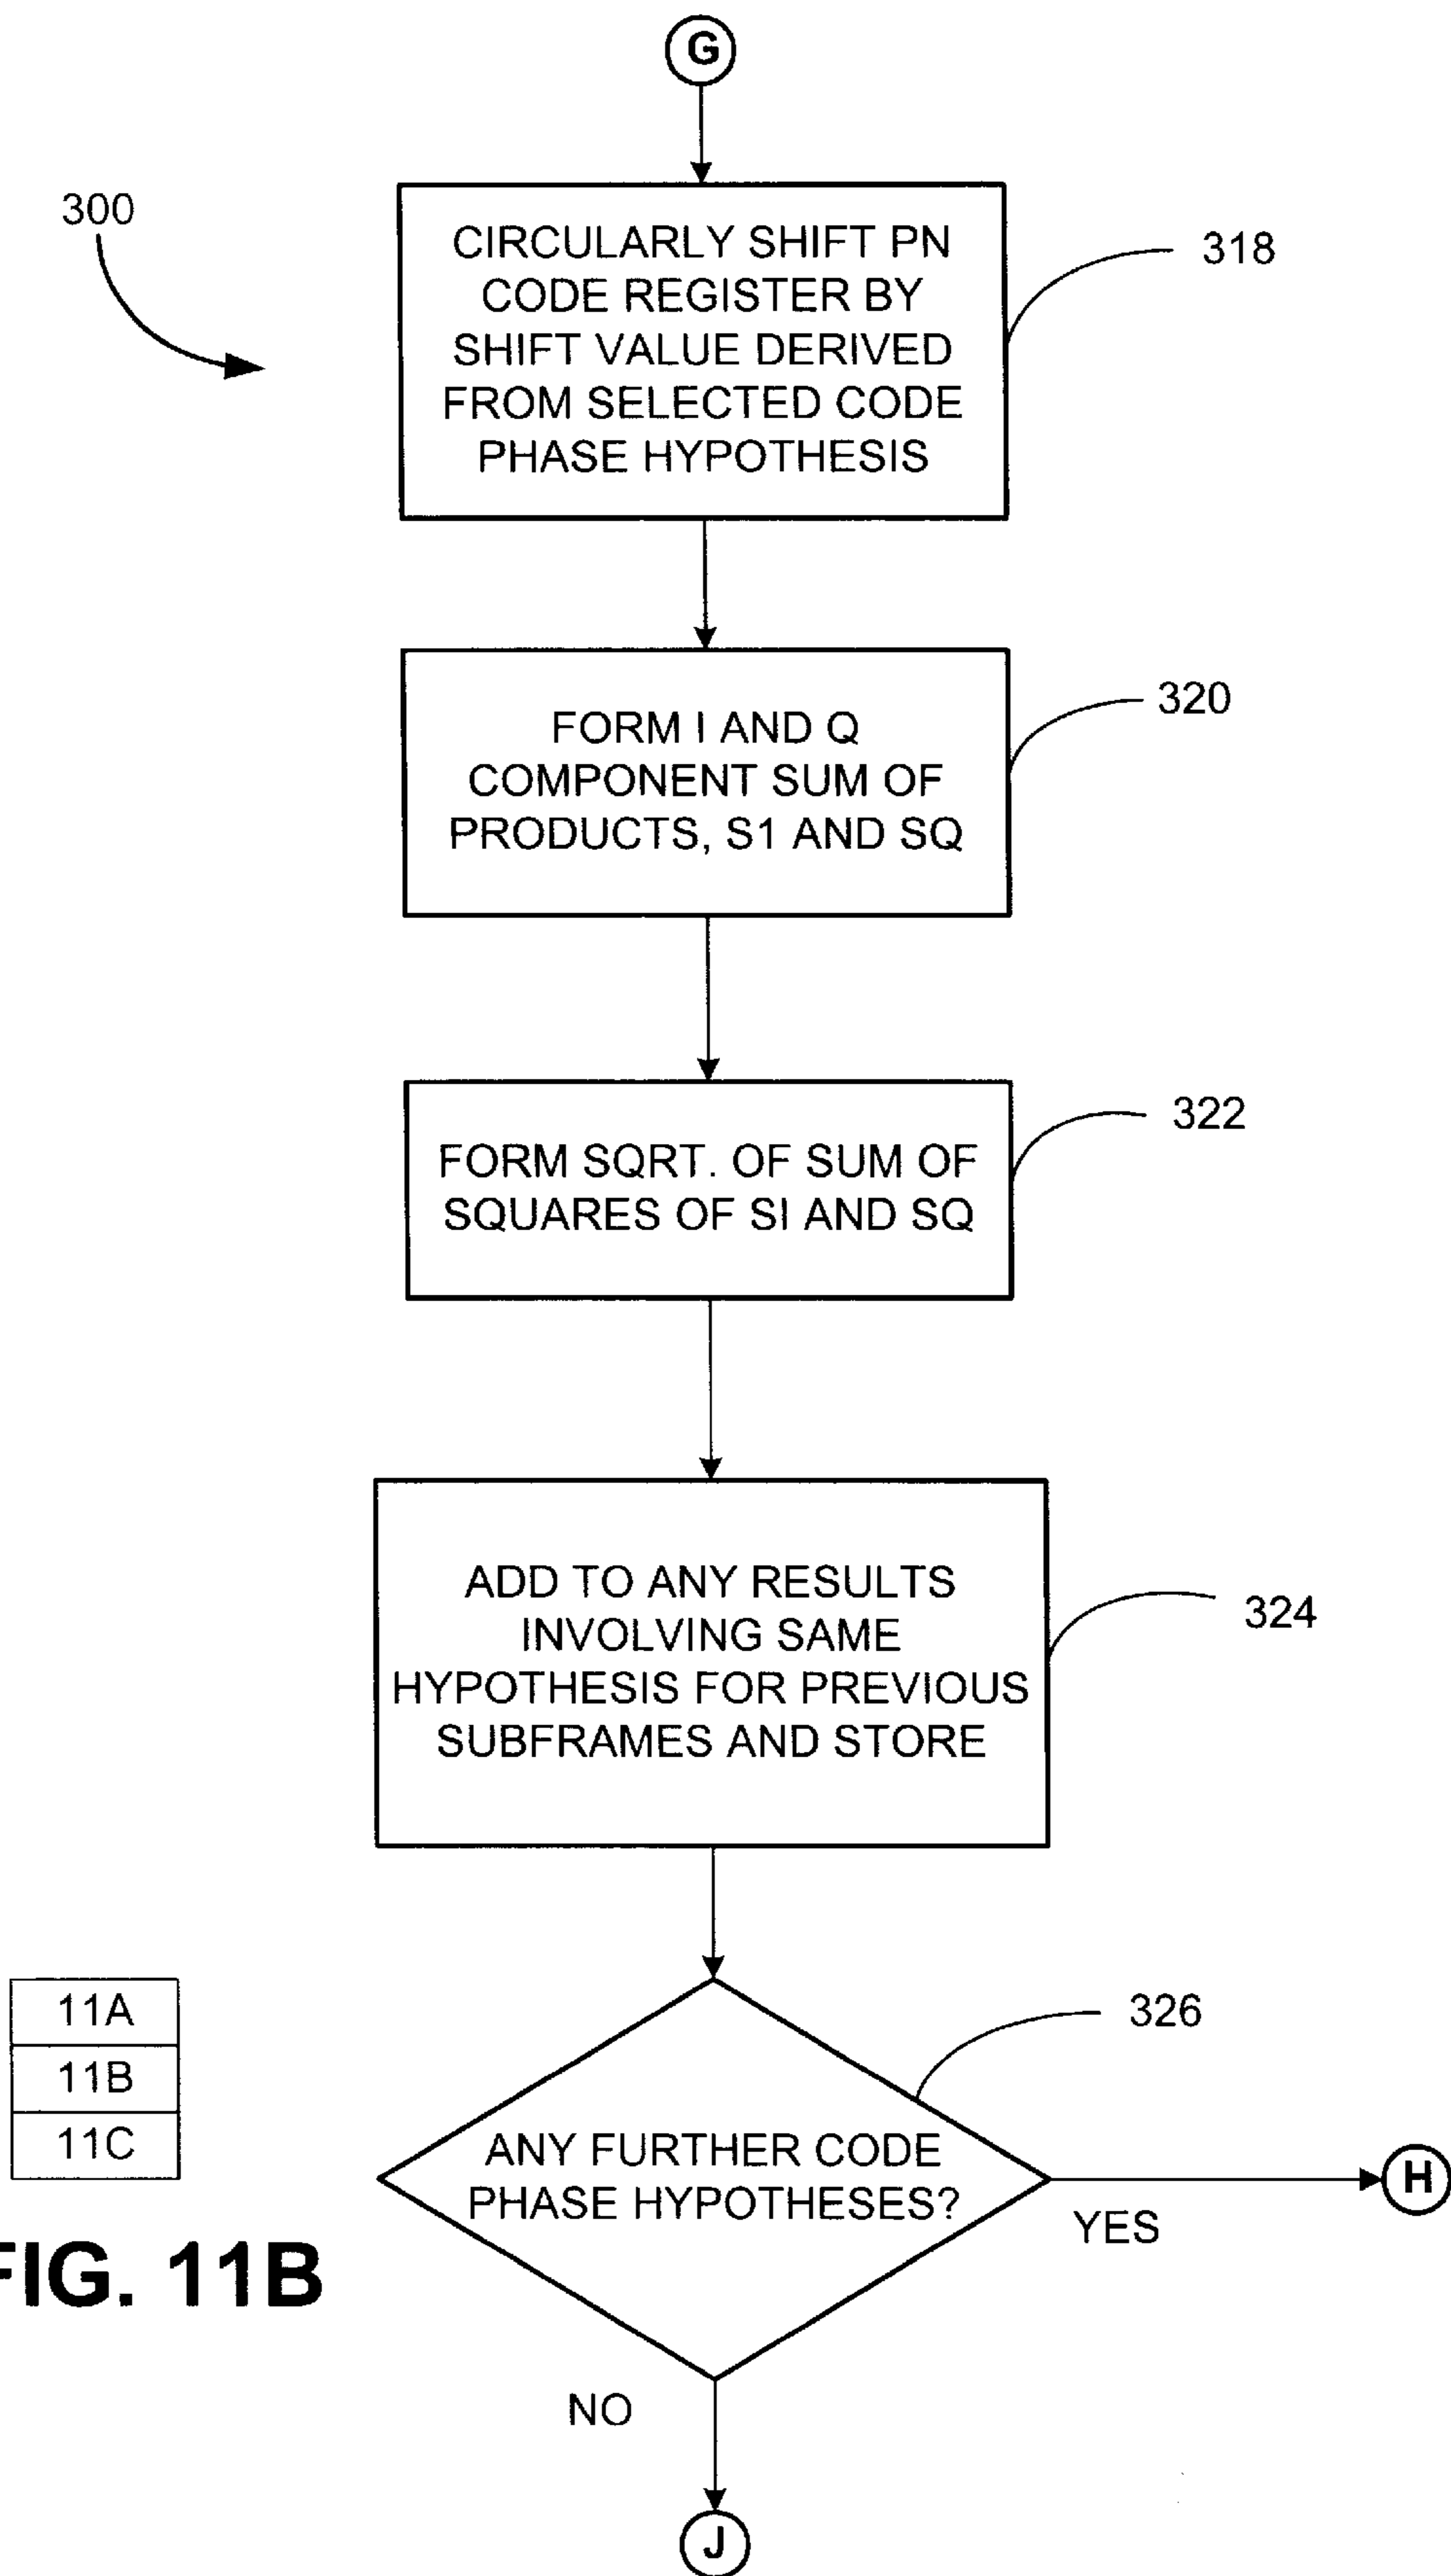 G
300
CIRCULARLY SHIFT PN
CODE REGISTER BY
SHIFT VALUE DERIVED
FROM SELECTED CODE
PHASE HYPOTHESIS
318
FORM I AND Q
COMPONENT SUM OF
PRODUCTS, S1 AND SQ
320
FORM SQRT. OF SUM OF
SQUARES OF SI AND SQ
322
ADD TO ANY RESULTS
INVOLVING SAME
HYPOTHESIS FOR PREVIOUS
SUBFRAMES AND STORE
324
11A
11B
11C
326
ANY FURTHER CODE
PHASE HYPOTHESES?
YES
H
FIG. 11B
NO
J